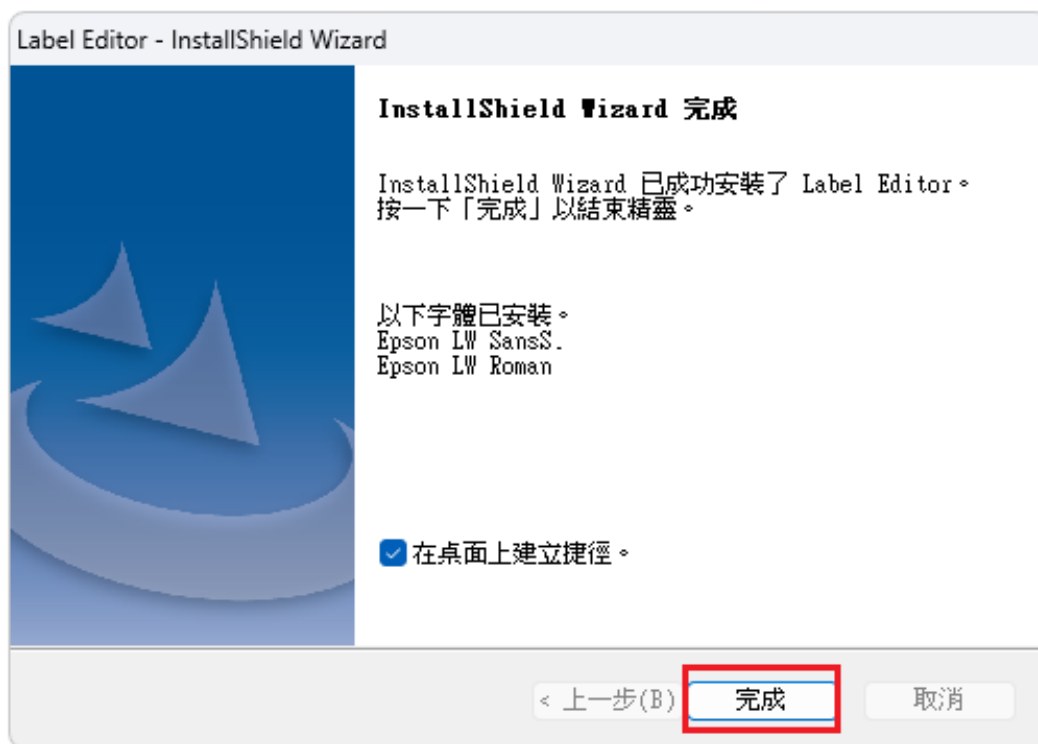 Label Editor - InstallShield Wizard
InstallShield Wizard 完成
InstallShield Wizard 已成功安裝了 Label Editor。
按一下「完成」以結束精靈。
以下字體已安裝。
Epson LW SansS.
Epson LW Roman
在桌面上建立捷徑。
< 上一步(B) 完成 取消